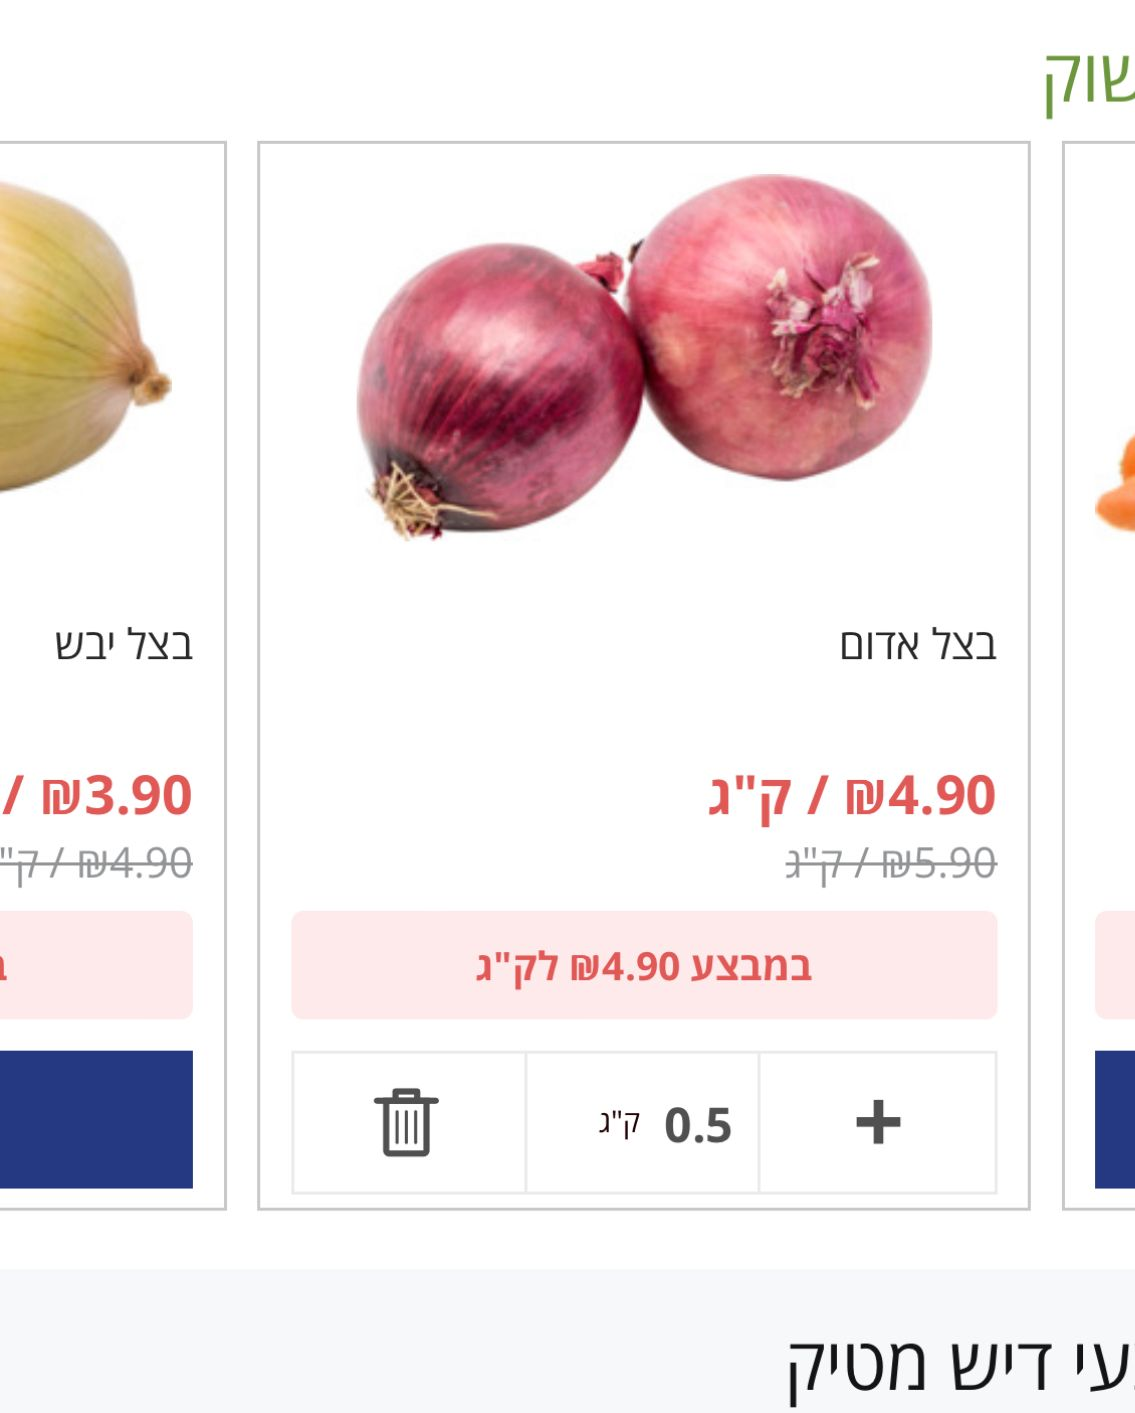 שוק
בצל אדום
₪4.90 / ק"ג
₪5.90 / ק"ג
במבצע ₪4.90 לק"ג
+ 0.5 ק"ג
בצל יבש
₪3.90 /
₪4.90 / ק"
דיש מטיק